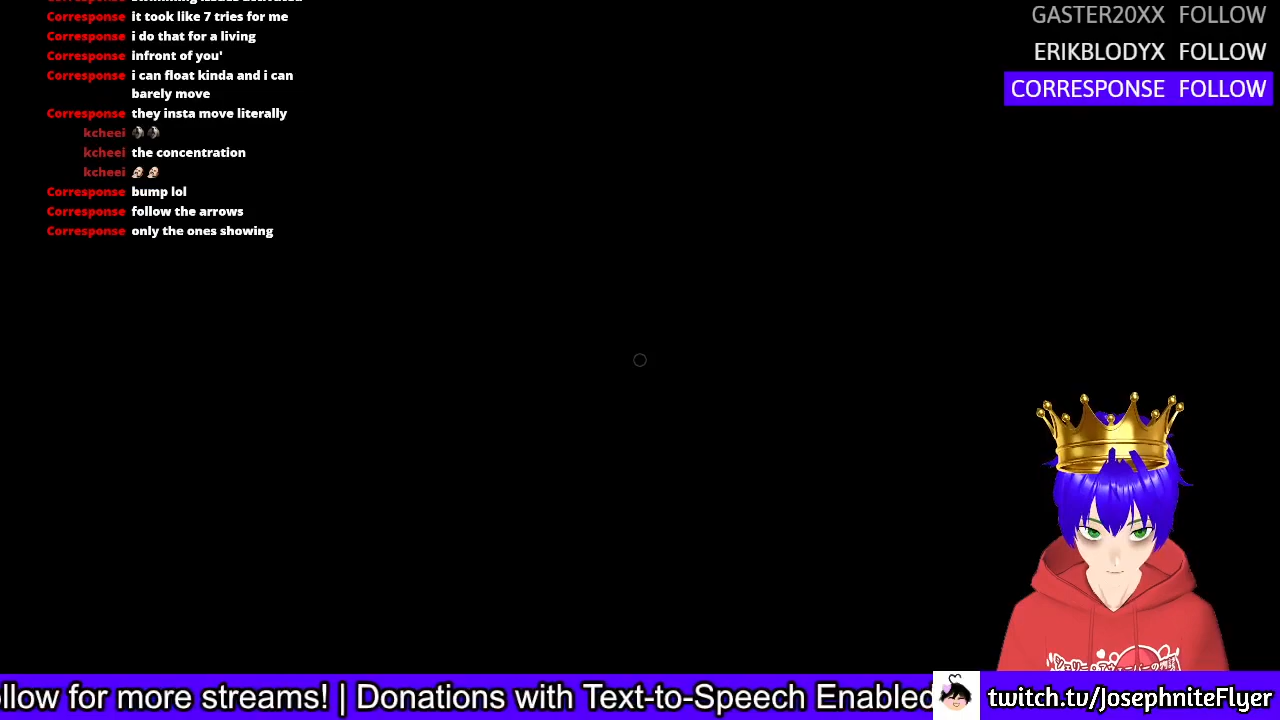 Corresponse it took like 7 tries for me
Corresponse i do that for a living
Corresponse infront of you'
Corresponse i can float kinda and i can
barely move
Corresponse they insta move literally
kcheei
kcheei the concentration
kcheei
Corresponse bump lol
Corresponse follow the arrows
Corresponse only the ones showing
GASTER20XX FOLLOW
ERIKBLODYX FOLLOW
CORRESPONSE FOLLOW
ollow for more streams! | Donations with Text-to-Speech Enabled
twitch.tv/JosephniteFlyer